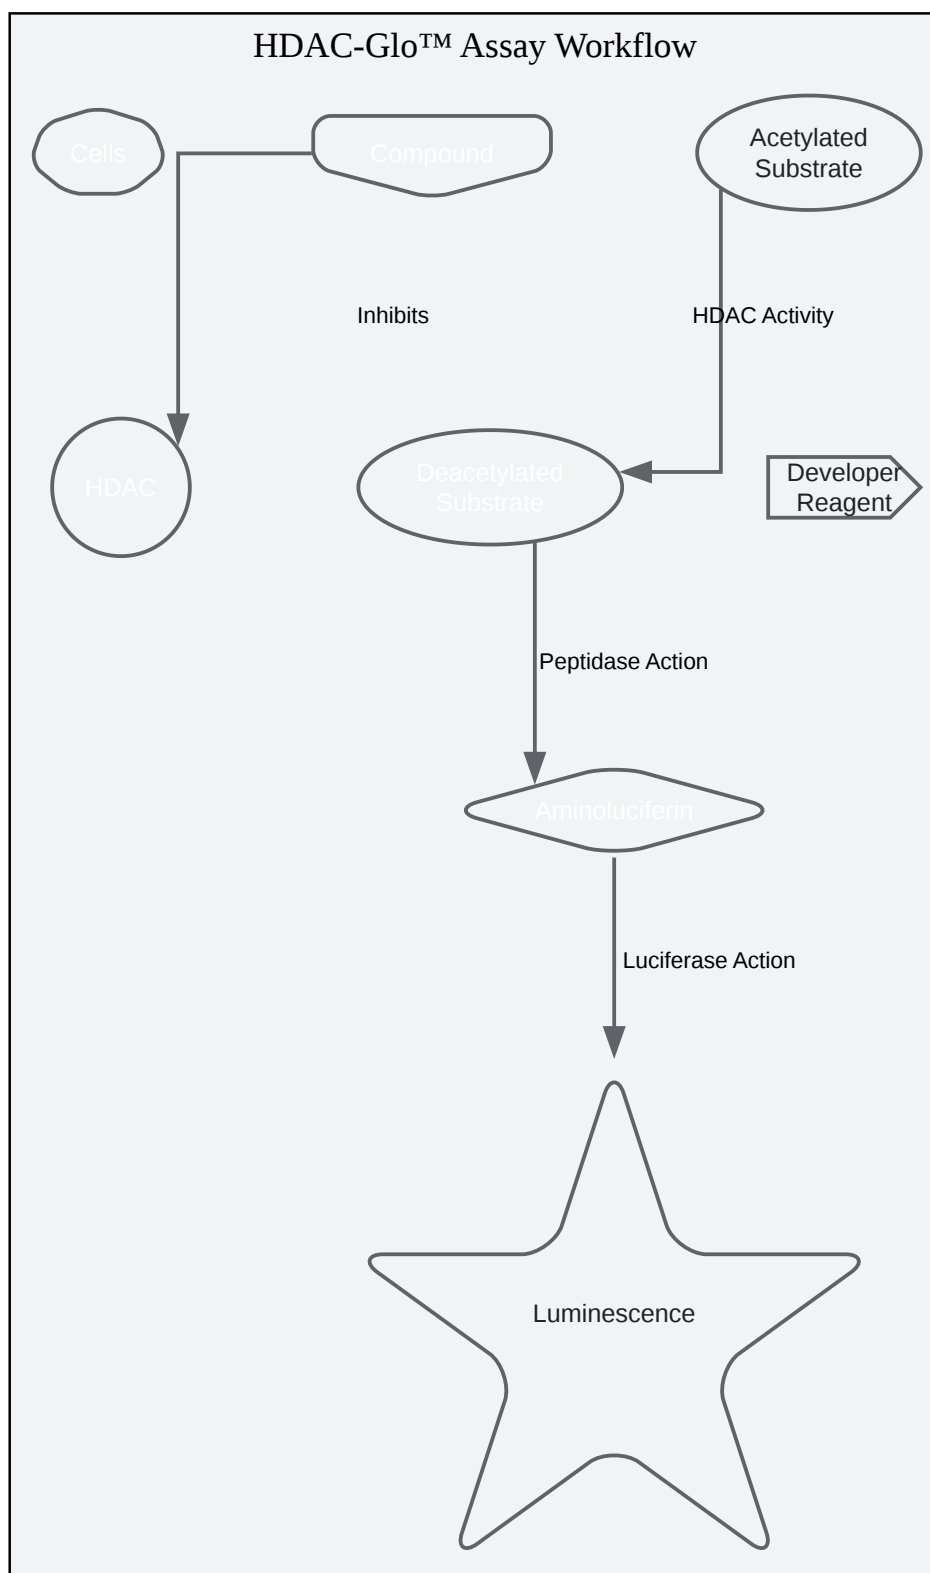 HDAC-Glo™ Assay Workflow
Cells
Compound
Acetylated
Substrate
Inhibits
HDAC Activity
HDAC
Deacetylated
Substrate
Developer
Reagent
Peptidase Action
Aminoluciferin
Luciferase Action
Luminescence